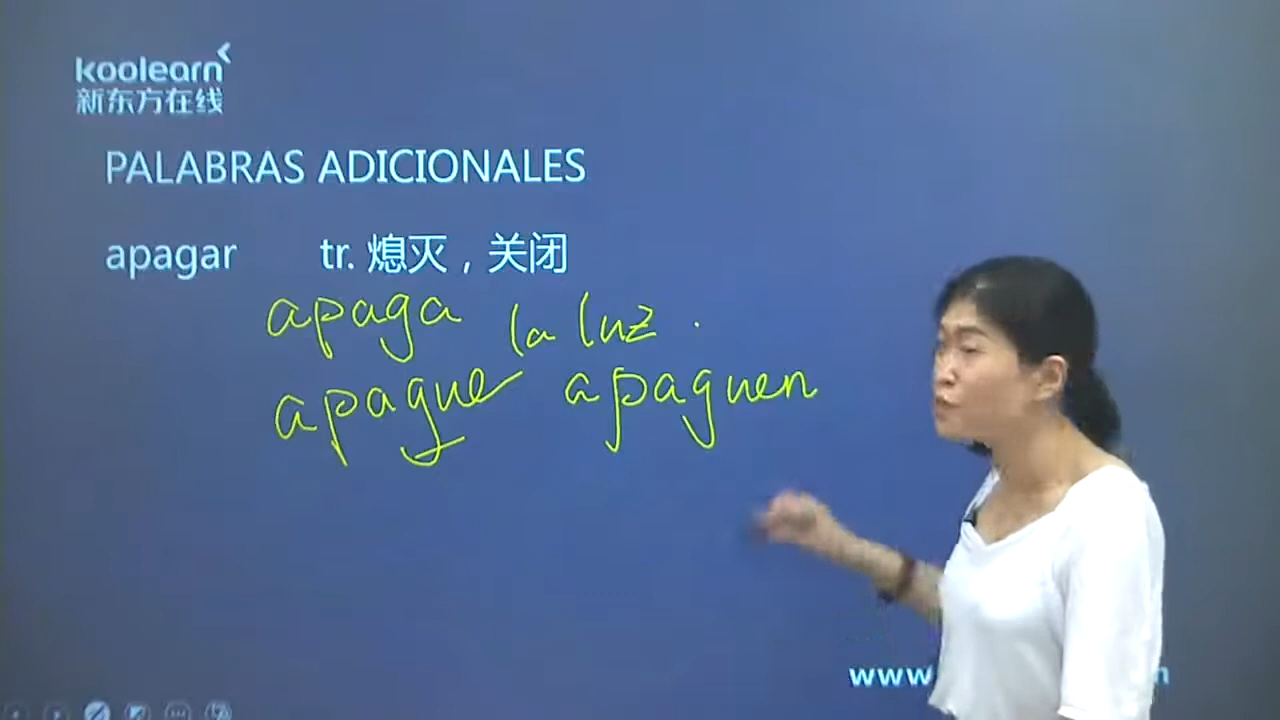 koolearn
新东方在线
PALABRAS ADICIONALES
apagar tr. 熄灭，关闭
apaga la luz .
apague apaguen
www